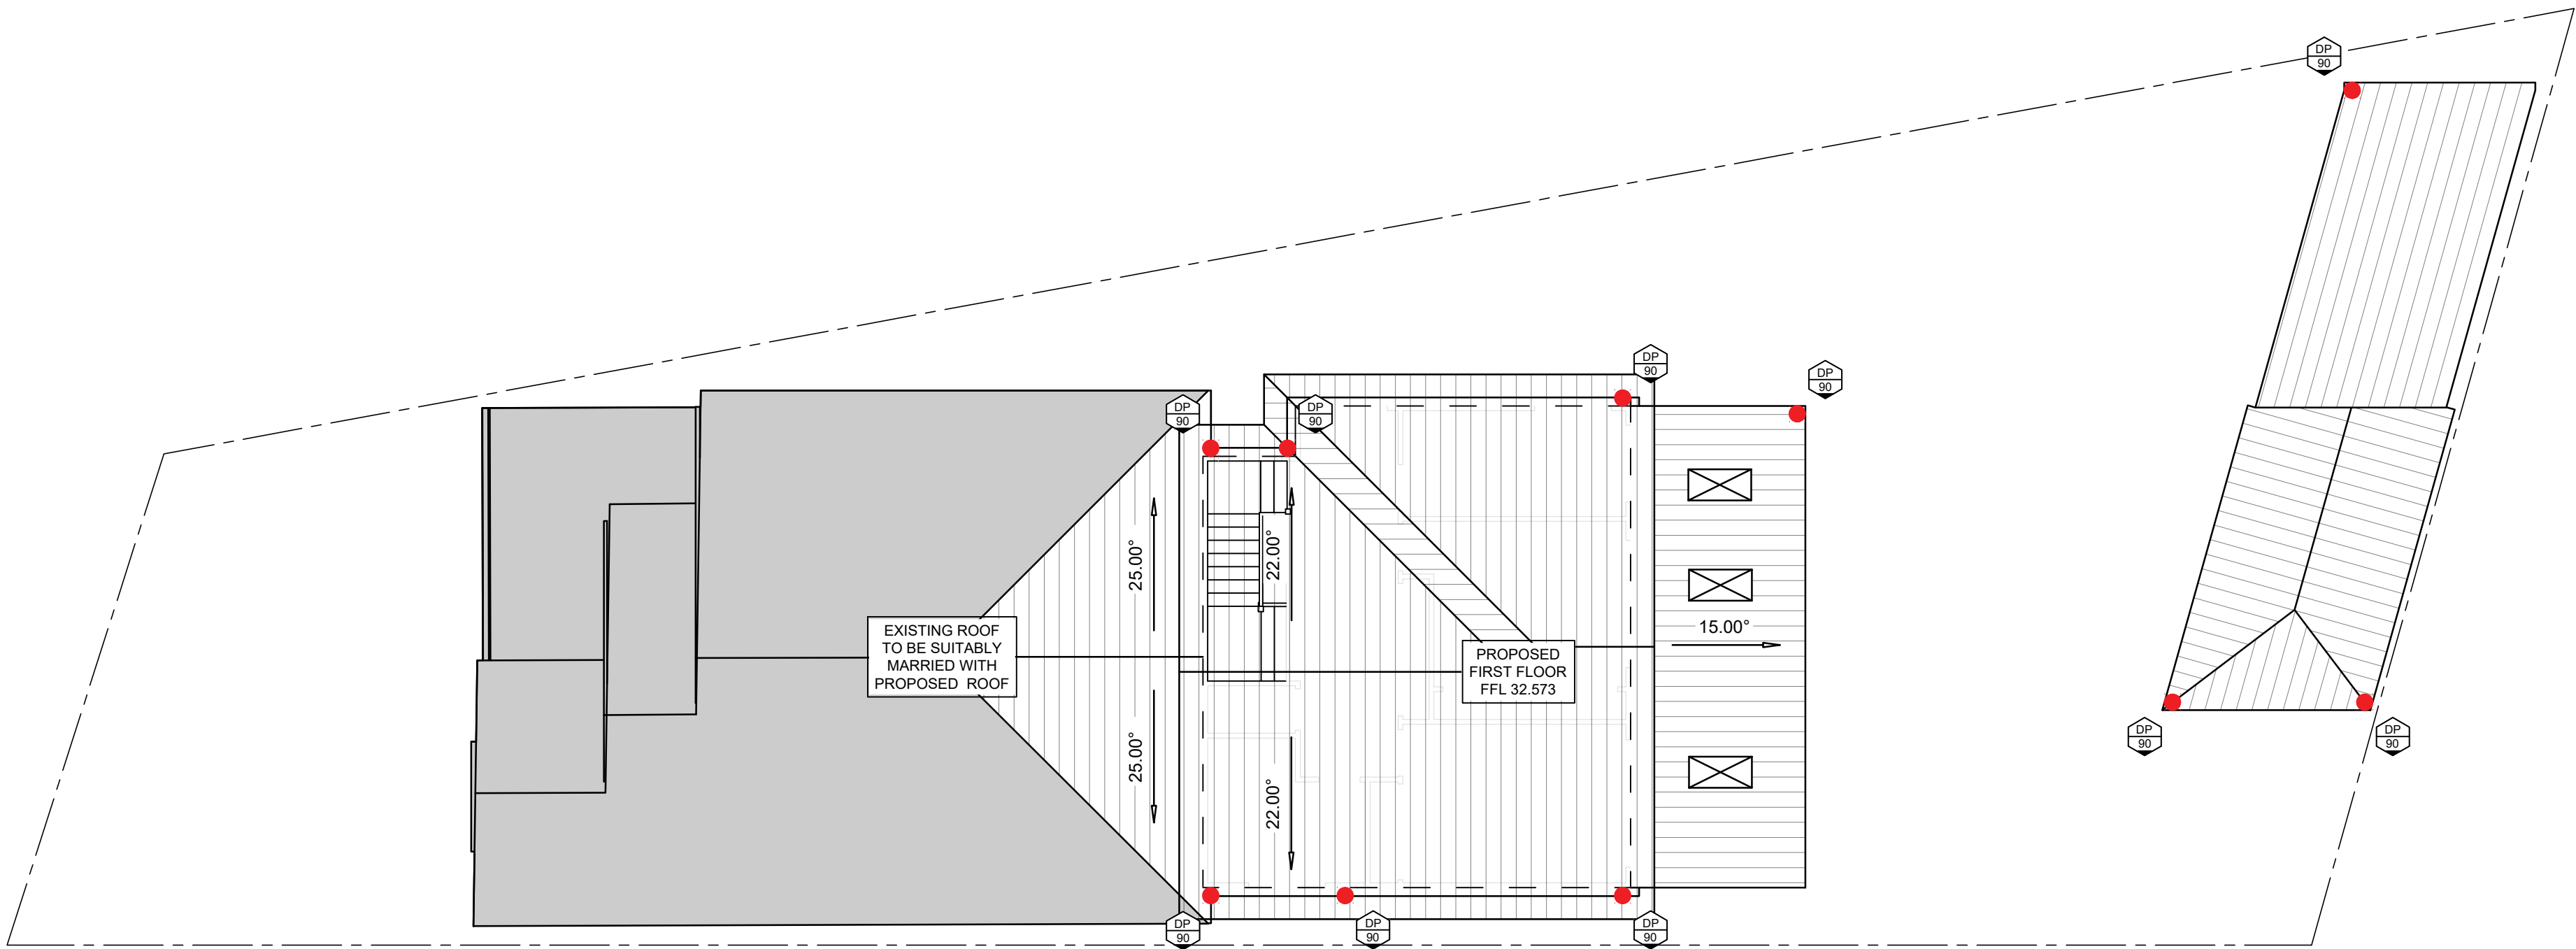 DP
90
DP
90
DP
90
DP
90
DP
90
25.00°
22.00°
EXISTING ROOF
TO BE SUITABLY
MARRIED WITH
PROPOSED ROOF
PROPOSED
FIRST FLOOR
FFL 32.573
15.00°
25.00°
22.00°
DP
90
DP
90
DP
90
DP
90
DP
90